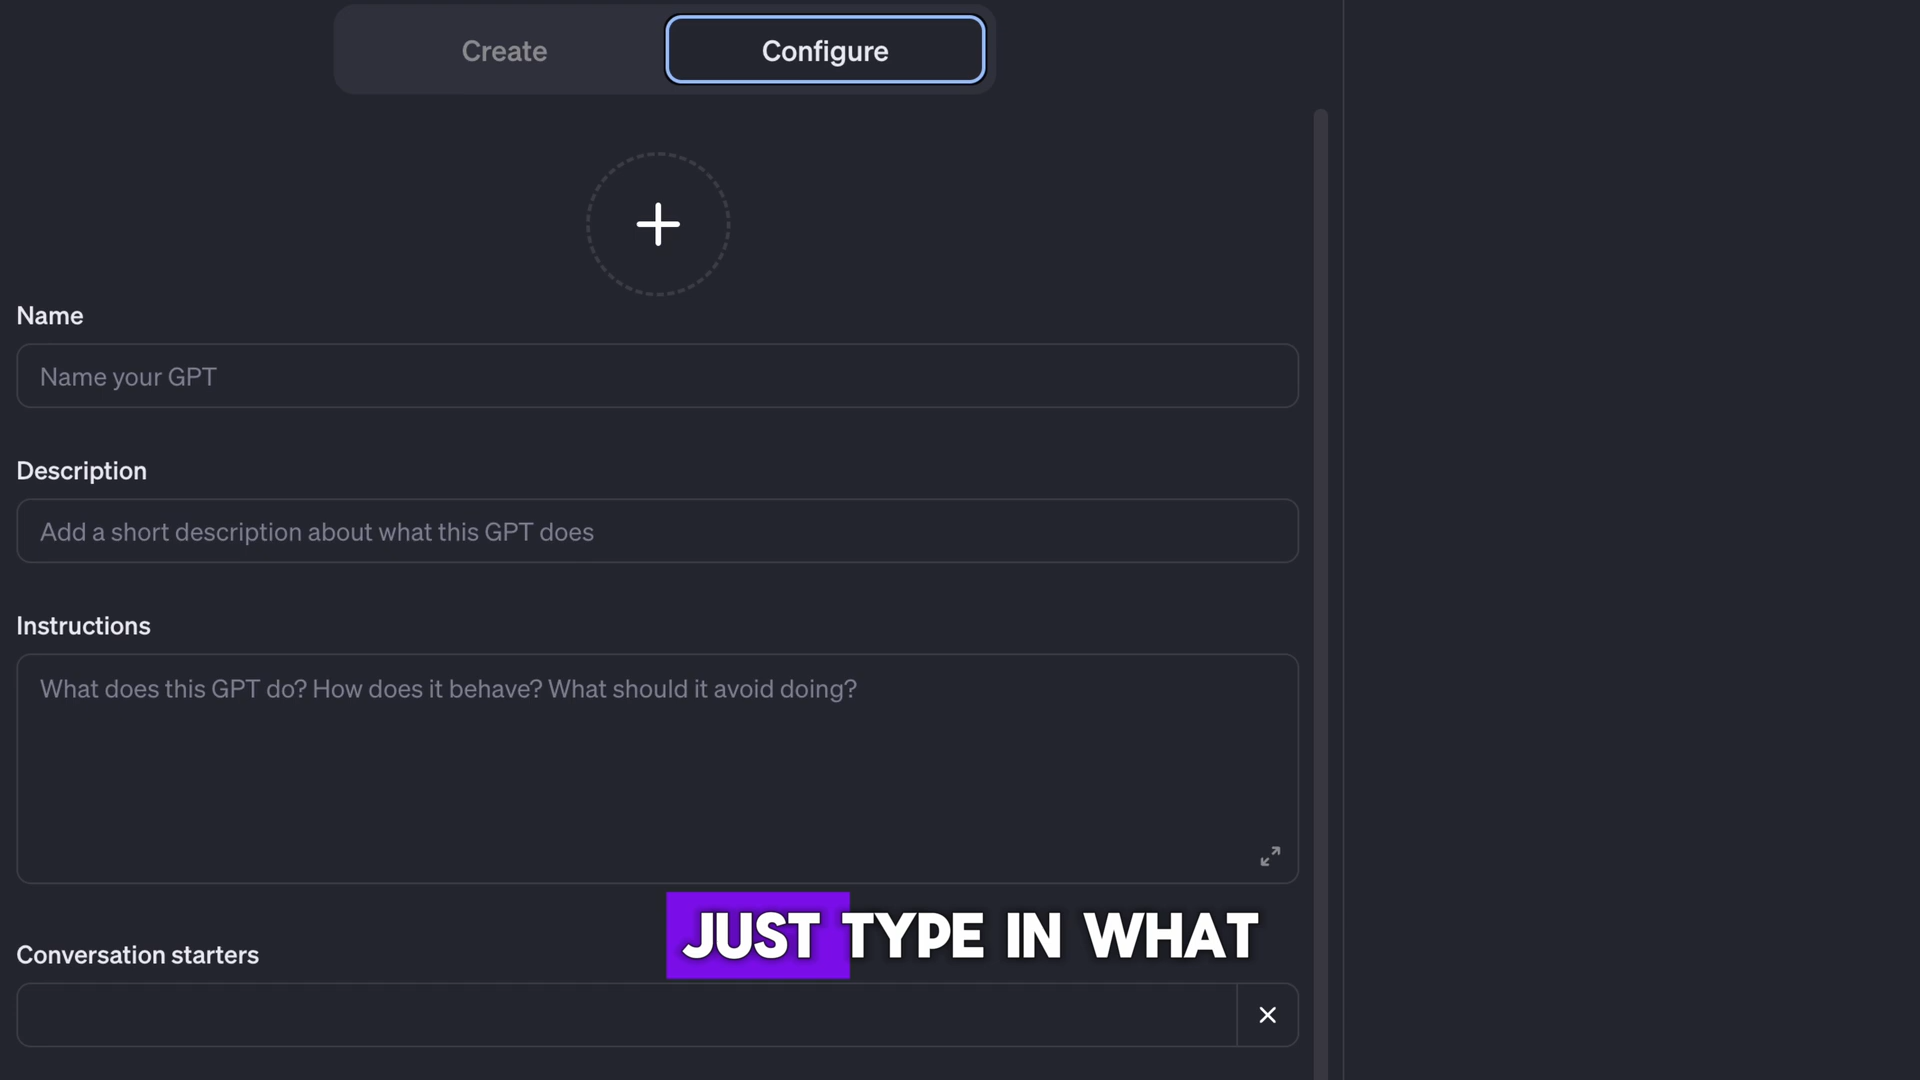 Create
Configure
Name
Name your GPT
Description
Add a short description about what this GPT does
Instructions
What does this GPT do? How does it behave? What should it avoid doing?
JUST TYPE IN WHAT
Conversation starters